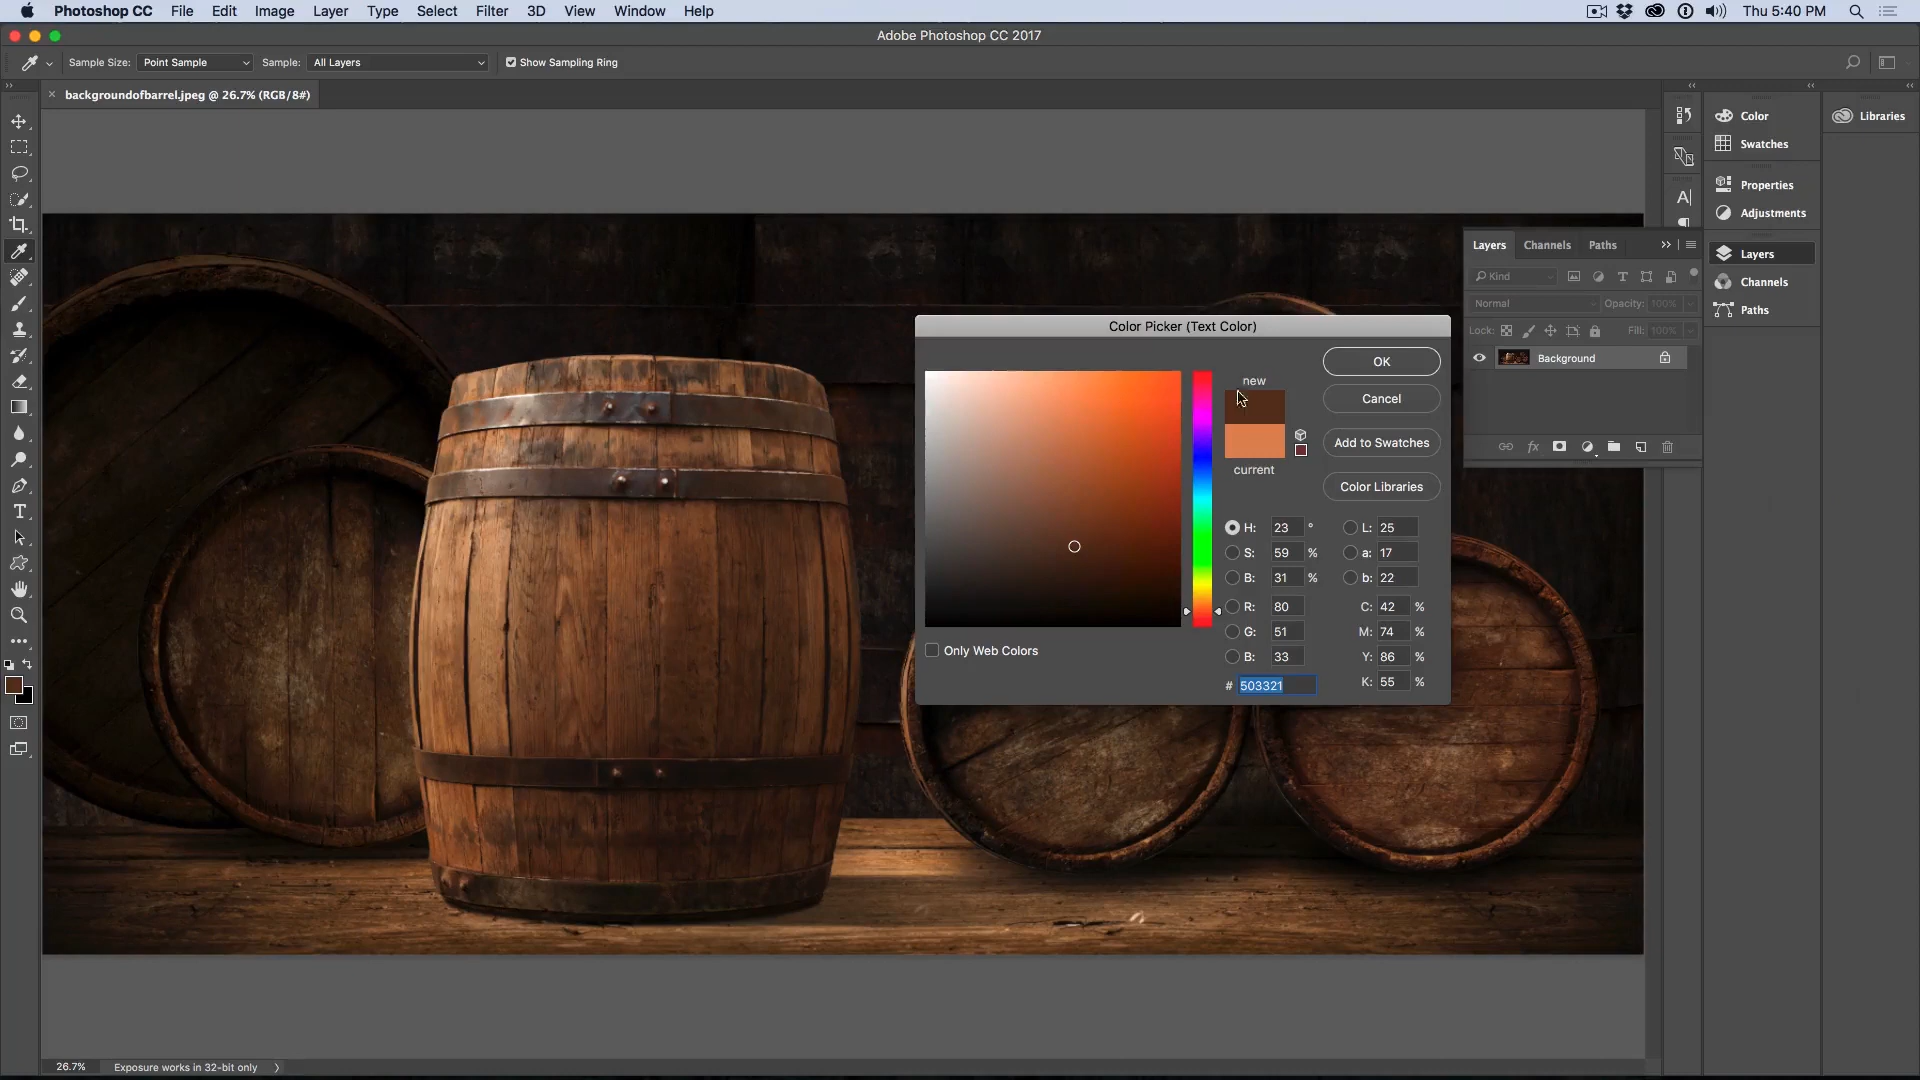 Photoshop CC File Edit Image Layer Type Select Filter 3D View Window Help Thu 5:40 PM
Adobe Photoshop CC 2017
Sample Size: Point Sample Sample: All Layers Show Sampling Ring
backgroundofbarrel.jpeg @ 26.7% (RGB/8#)
Color
Swatches
Properties
Adjustments
Layers
Channels
Paths
Libraries
Layers Channels Paths
Kind
Normal Opacity: 100%
Lock: Fill: 100%
Background
Color Picker (Text Color)
new
current
OK
Cancel
Add to Swatches
Color Libraries
H: 23 ° L: 25
S: 59 % a: 17
B: 31 % b: 22
R: 80 C: 42 %
G: 51 M: 74 %
B: 33 Y: 86 %
# 503321 K: 55 %
Only Web Colors
26.7% Exposure works in 32-bit only